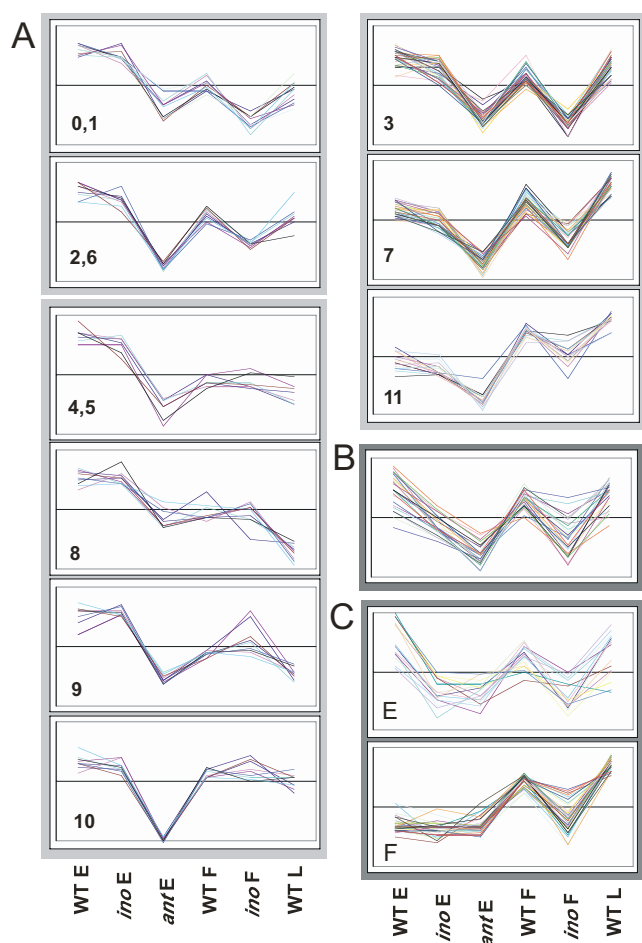 A
0,1
2,6
4,5
8
9
10
WT E
ino E
ant E
WT F
ino F
WT L
3
7
11
B
C
E
F
WT E
ino E
ant E
WT F
ino F
WT L